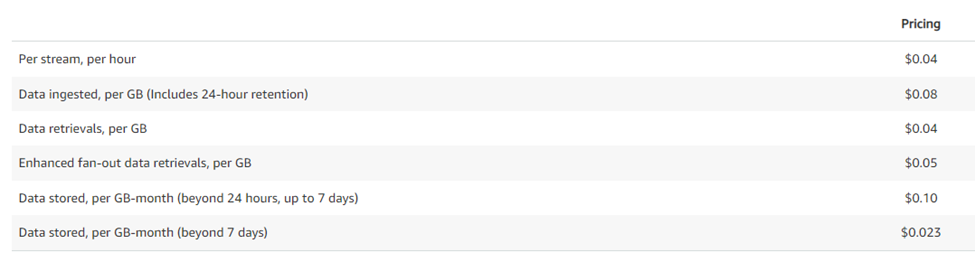 Pricing
Per stream, per hour $0.04
Data ingested, per GB (Includes 24-hour retention) $0.08
Data retrievals, per GB $0.04
Enhanced fan-out data retrievals, per GB $0.05
Data stored, per GB-month (beyond 24 hours, up to 7 days) $0.10
Data stored, per GB-month (beyond 7 days) $0.023